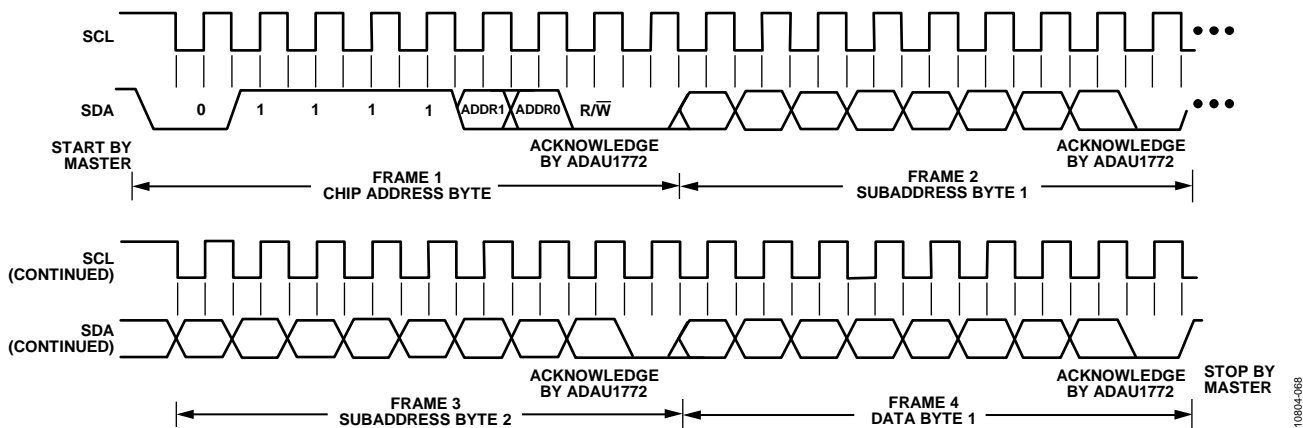 SCL
SDA
0 1 1 1 1 ADDR1 ADDR0 R/W̅
START BY
MASTER
ACKNOWLEDGE
BY ADAU1772
ACKNOWLEDGE
BY ADAU1772
FRAME 1
CHIP ADDRESS BYTE
FRAME 2
SUBADDRESS BYTE 1
SCL
(CONTINUED)
SDA
(CONTINUED)
ACKNOWLEDGE
BY ADAU1772
ACKNOWLEDGE
BY ADAU1772
STOP BY
MASTER
FRAME 3
SUBADDRESS BYTE 2
FRAME 4
DATA BYTE 1
10804-068